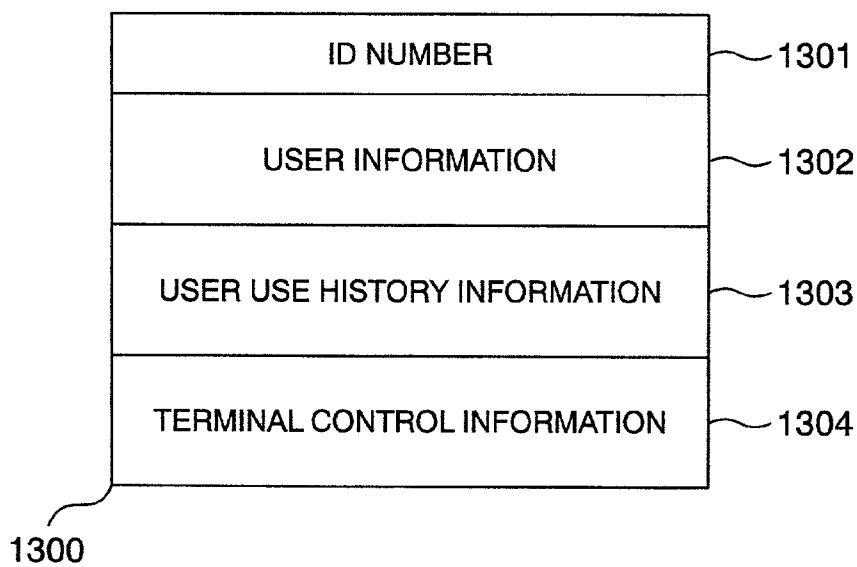 ID NUMBER 1301
USER INFORMATION 1302
USER USE HISTORY INFORMATION 1303
TERMINAL CONTROL INFORMATION 1304
1300